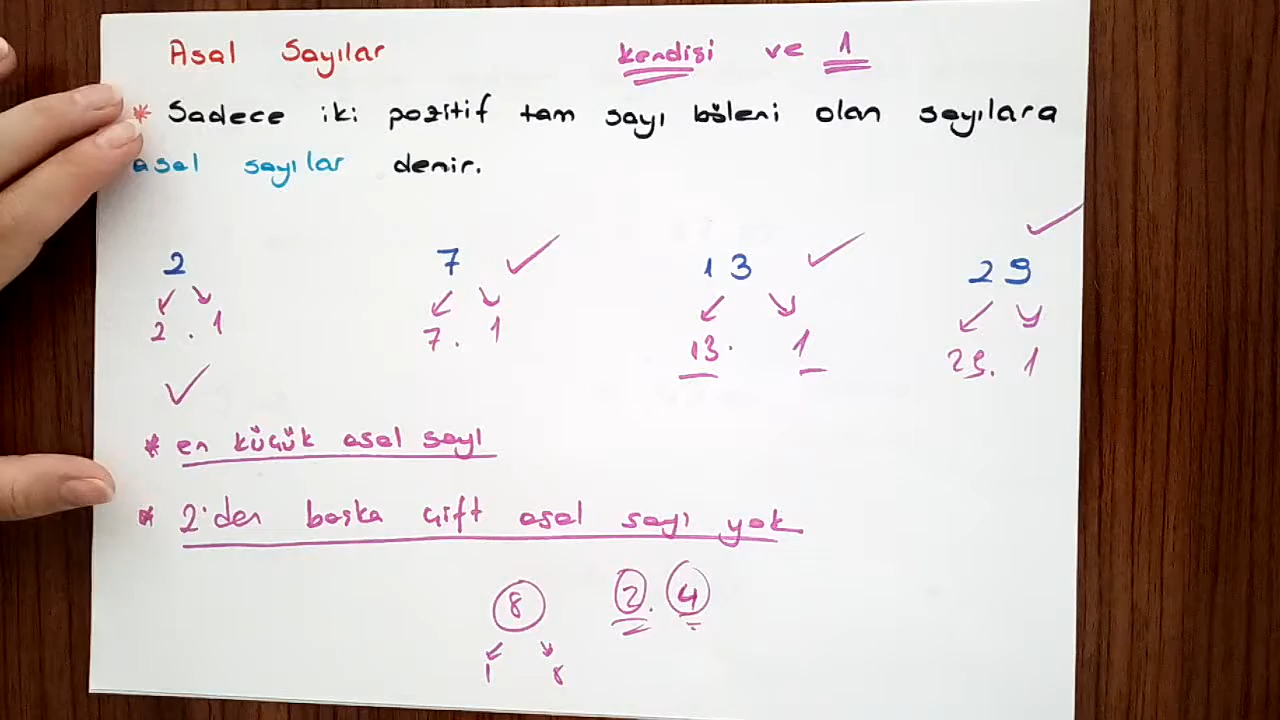 Asal Sayılar kendisi ve 1
* Sadece iki pozitif tam sayı böleni olan sayılara
asal sayılar denir.
2 7 13 29
2 . 1 7 . 1 13 . 1 29 . 1
* en küçük asal sayı
* 2'den başka çift asal sayı yok
8 2 . 4
1 8